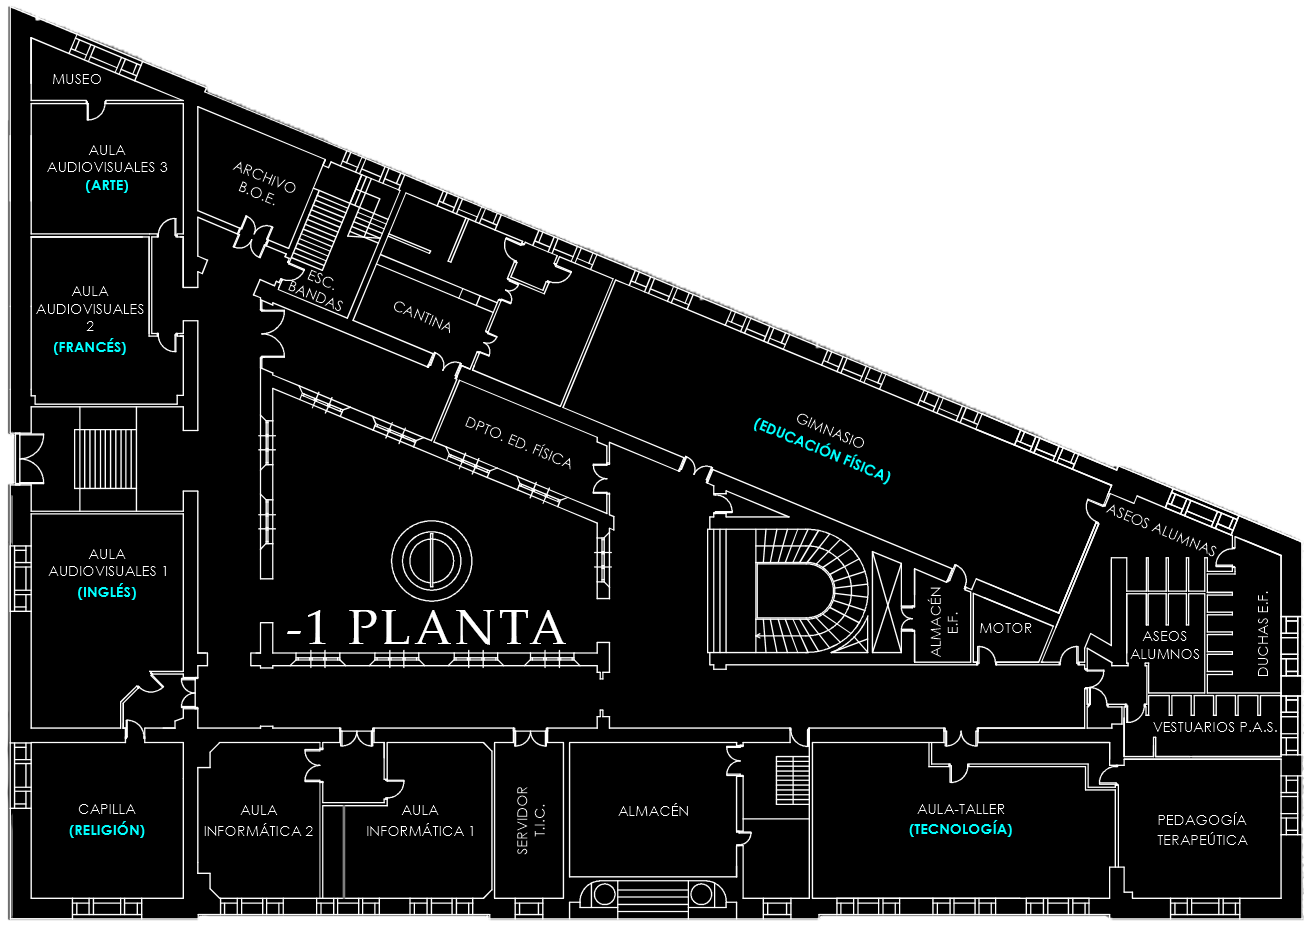 MUSEO
AULA
AUDIOVISUALES 3
(ARTE)
ARCHIVO
B.O.E.
ESC.
BANDAS
AULA
AUDIOVISUALES
2
(FRANCÉS)
CANTINA
DPTO. ED. FÍSICA
GIMNASIO
(EDUCACIÓN FÍSICA)
ASEOS ALUMNAS
AULA
AUDIOVISUALES 1
(INGLÉS)
-1 PLANTA
ALMACÉN
E.F.
MOTOR
ASEOS
ALUMNOS
DUCHAS E.F.
VESTUARIOS P.A.S.
CAPILLA
(RELIGIÓN)
AULA
INFORMÁTICA 2
AULA
INFORMÁTICA 1
SERVIDOR
T.I.C.
ALMACÉN
AULA-TALLER
(TECNOLOGÍA)
PEDAGOGÍA
TERAPEÚTICA